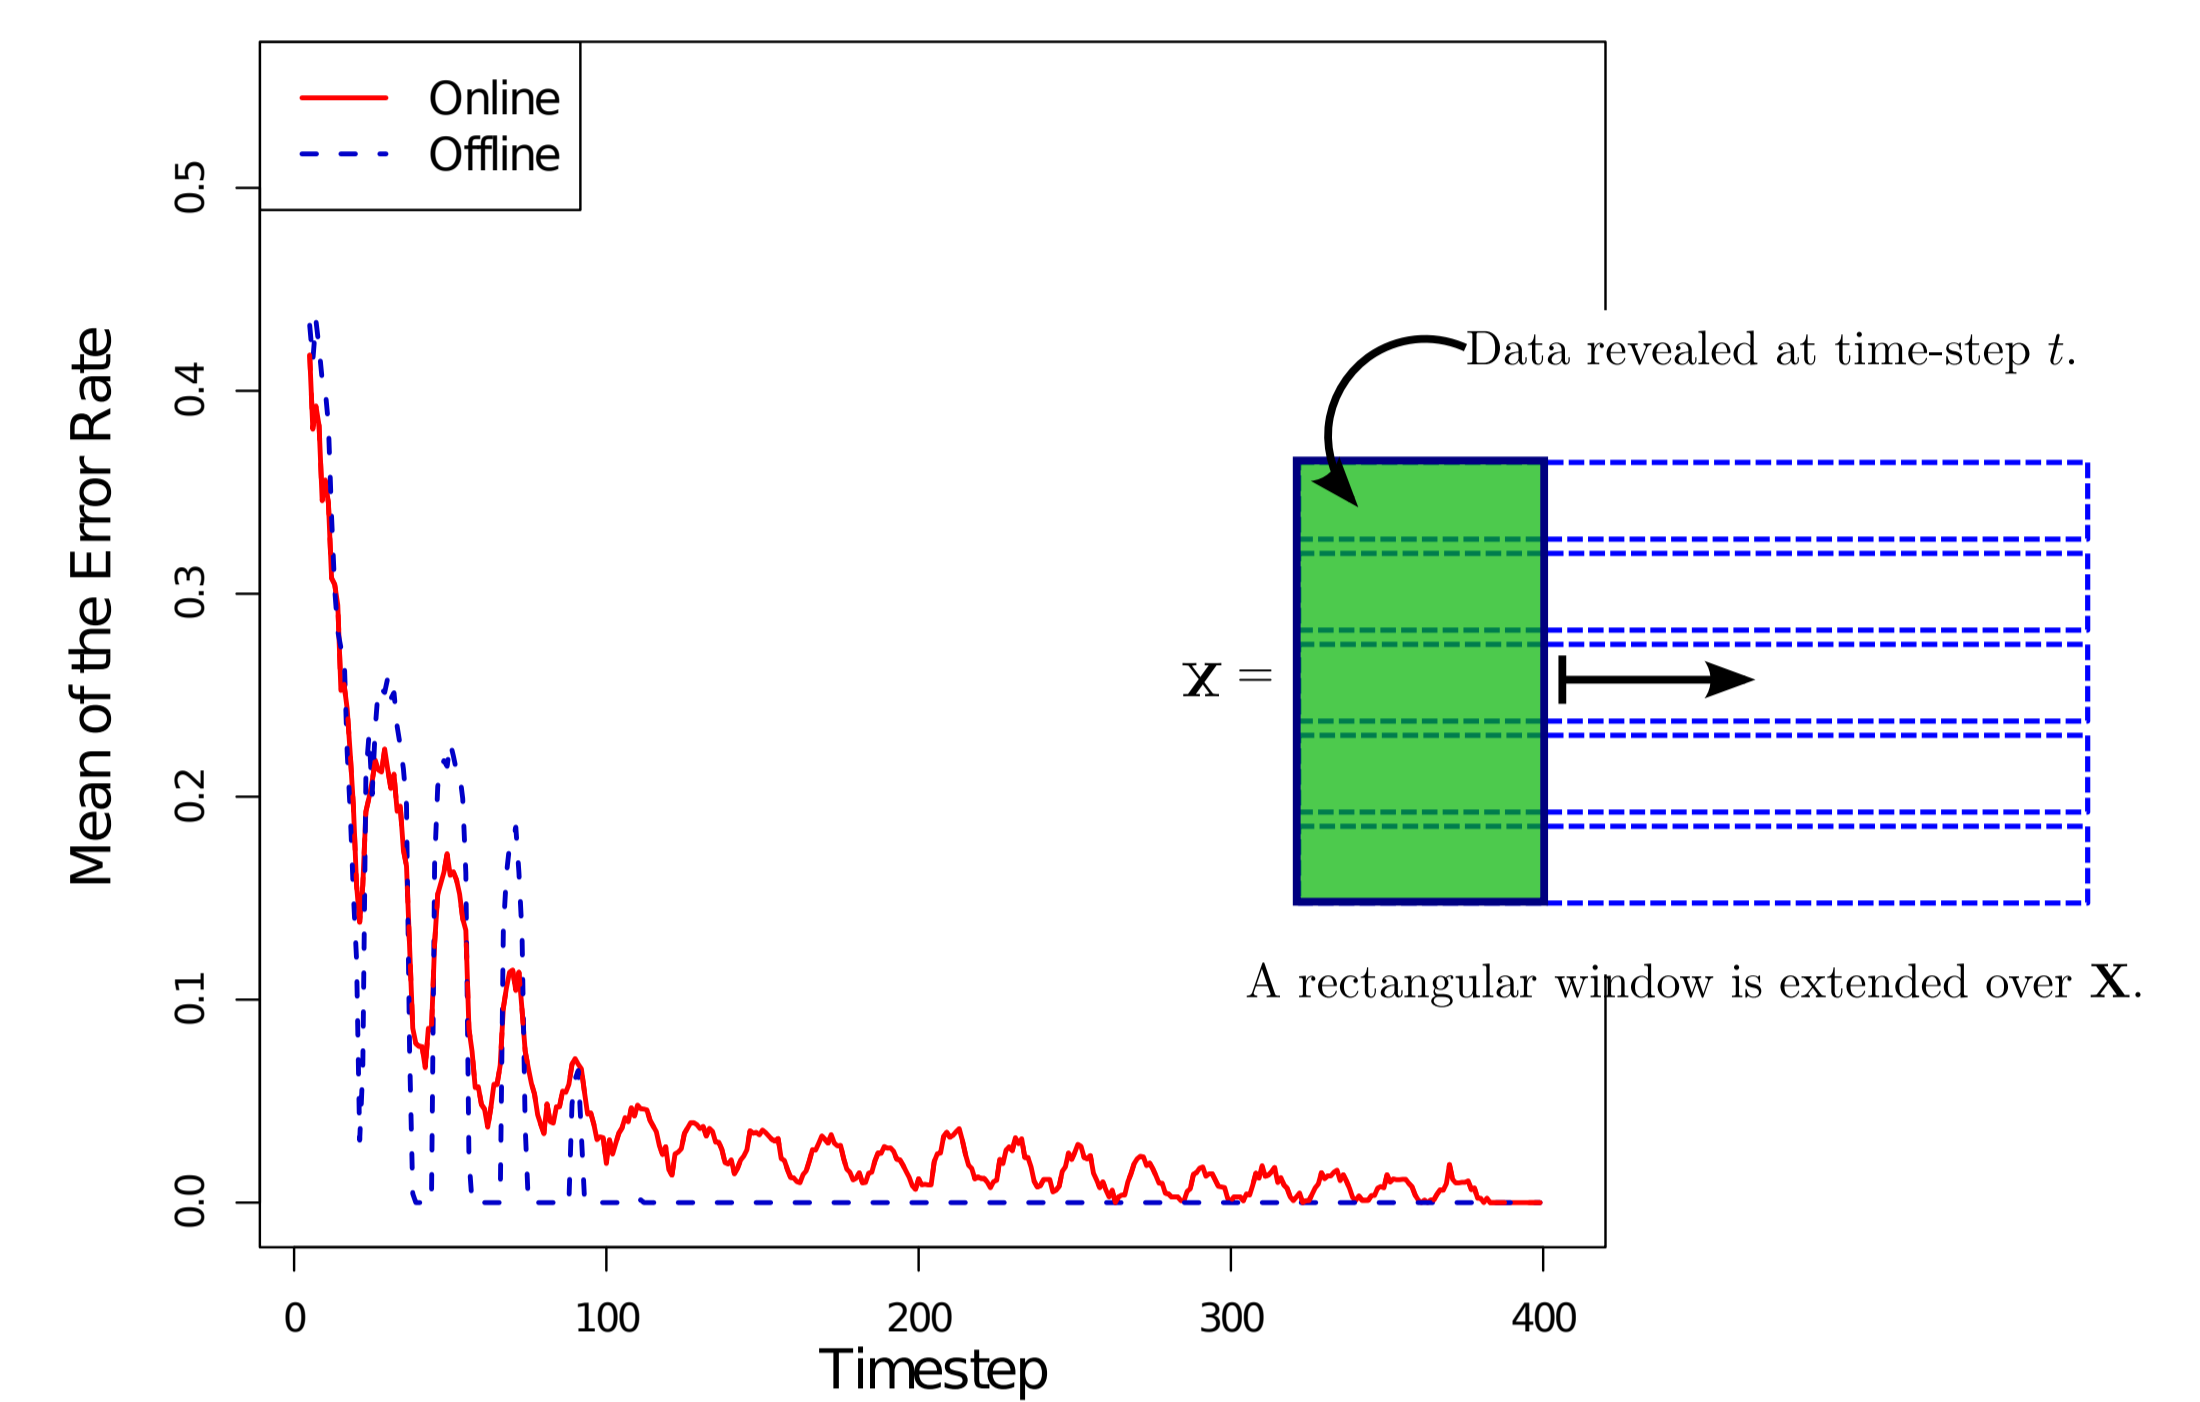 Online
Offline
Mean of the Error Rate
0.5
0.4
0.3
0.2
0.1
0.0
0 100 200 300 400
Timestep
Data revealed at time-step t.
x =
A rectangular window is extended over X.